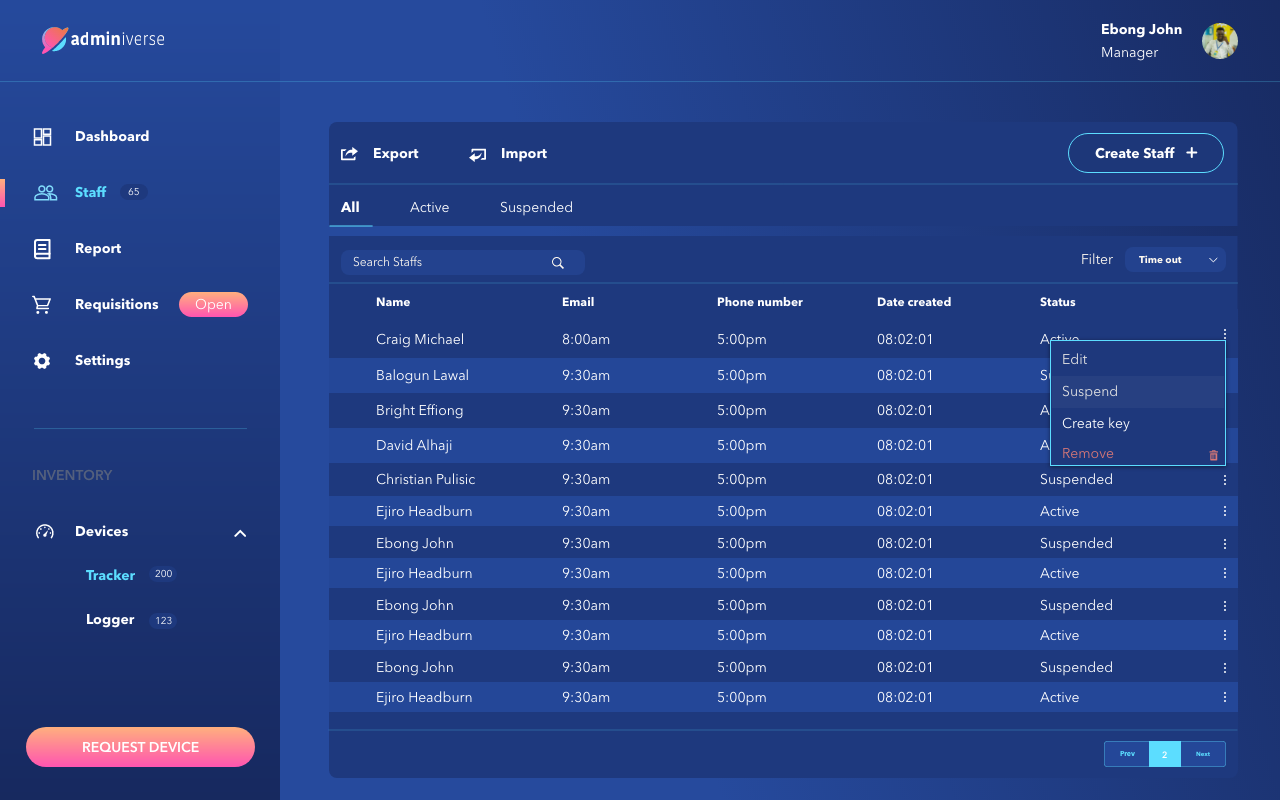 adminiverse
Ebong John
Manager
Dashboard
Staff 65
Report
Requisitions Open
Settings
INVENTORY
Devices
Tracker 200
Logger 123
REQUEST DEVICE
Export Import Create Staff +
All Active Suspended
Search Staffs Filter Time out
Name Email Phone number Date created Status
Craig Michael 8:00am 5:00pm 08:02:01 Active
Balogun Lawal 9:30am 5:00pm 08:02:01
Bright Effiong 9:30am 5:00pm 08:02:01
David Alhaji 9:30am 5:00pm 08:02:01
Christian Pulisic 9:30am 5:00pm 08:02:01 Suspended
Ejiro Headburn 9:30am 5:00pm 08:02:01 Active
Ebong John 9:30am 5:00pm 08:02:01 Suspended
Ejiro Headburn 9:30am 5:00pm 08:02:01 Active
Ebong John 9:30am 5:00pm 08:02:01 Suspended
Ejiro Headburn 9:30am 5:00pm 08:02:01 Active
Ebong John 9:30am 5:00pm 08:02:01 Suspended
Ejiro Headburn 9:30am 5:00pm 08:02:01 Active
Edit
Suspend
Create key
Remove
Prev 2 Next